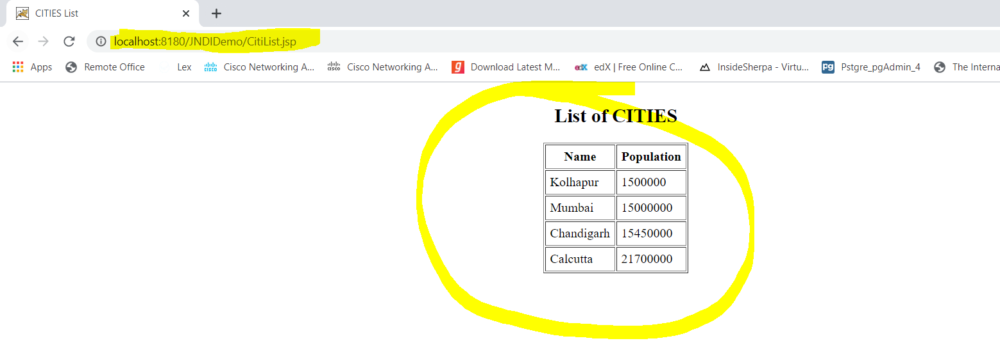 CITIES List
localhost:8180/JNDIDemo/CitiList.jsp
Apps Remote Office Lex Cisco Networking A... Cisco Networking A... Download Latest M... edX | Free Online C... InsideSherpa - Virtu... Pstgre_pgAdmin_4 The Interna
List of CITIES
Name Population
Kolhapur 1500000
Mumbai 15000000
Chandigarh 15450000
Calcutta 21700000